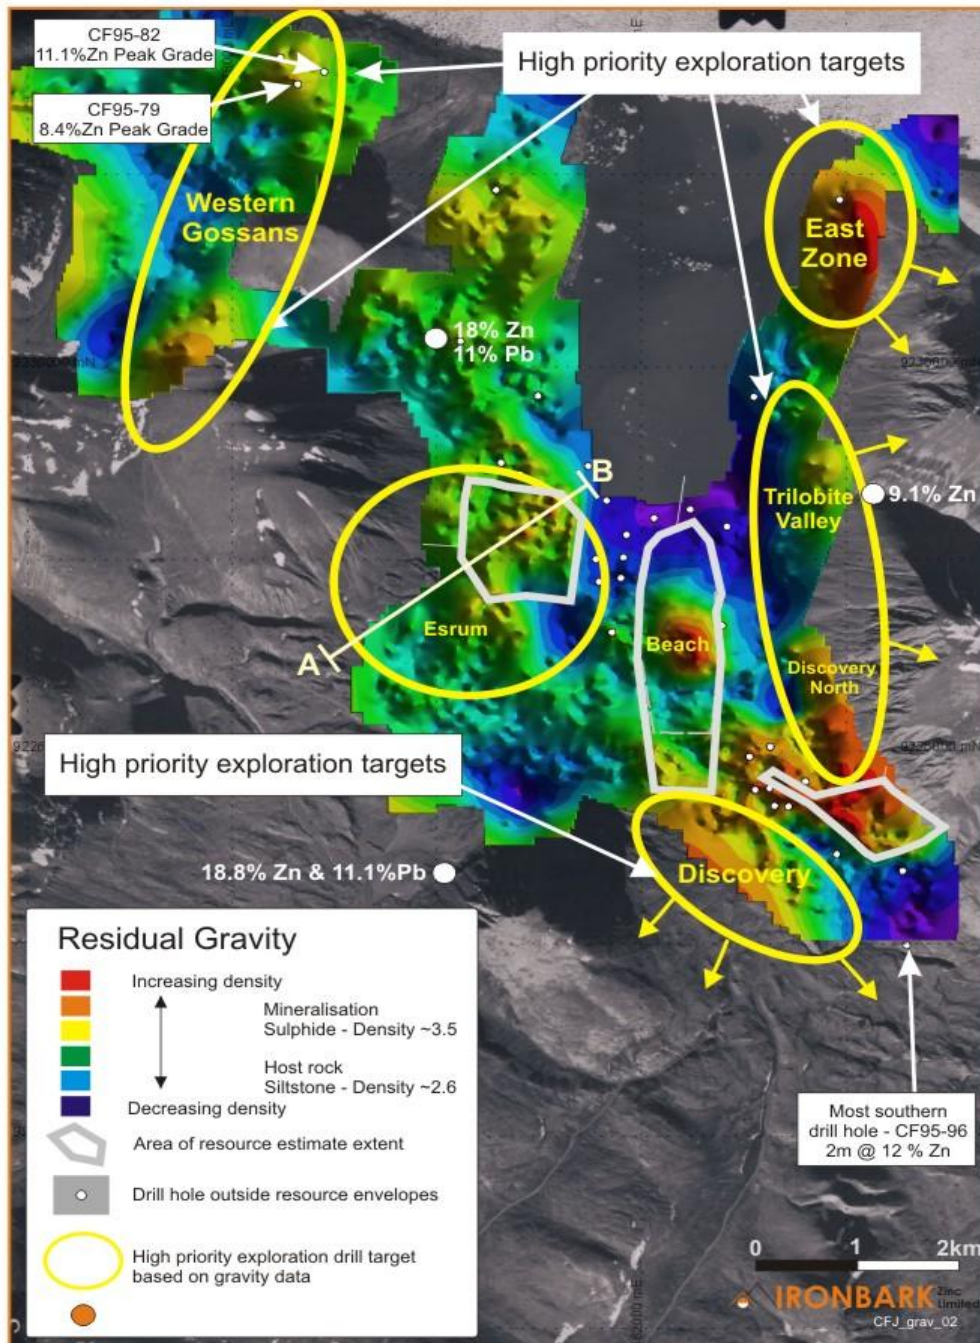 CF95-82
11.1%Zn Peak Grade
CF95-79
8.4%Zn Peak Grade
High priority exploration targets
Western
Gossans
East
Zone
18% Zn
11% Pb
Trilobite
Valley
9.1% Zn
B
A
Esrum
Beach
Discovery
North
High priority exploration targets
Discovery
18.8% Zn & 11.1%Pb
Residual Gravity
Increasing density
Mineralisation
Sulphide - Density ~3.5
Host rock
Siltstone - Density ~2.6
Decreasing density
Area of resource estimate extent
Drill hole outside resource envelopes
High priority exploration drill target
based on gravity data
Most southern
drill hole - CF95-96
2m @ 12 % Zn
0 1 2km
IRONBARK Zinc
Limited
CFJ_grav_02